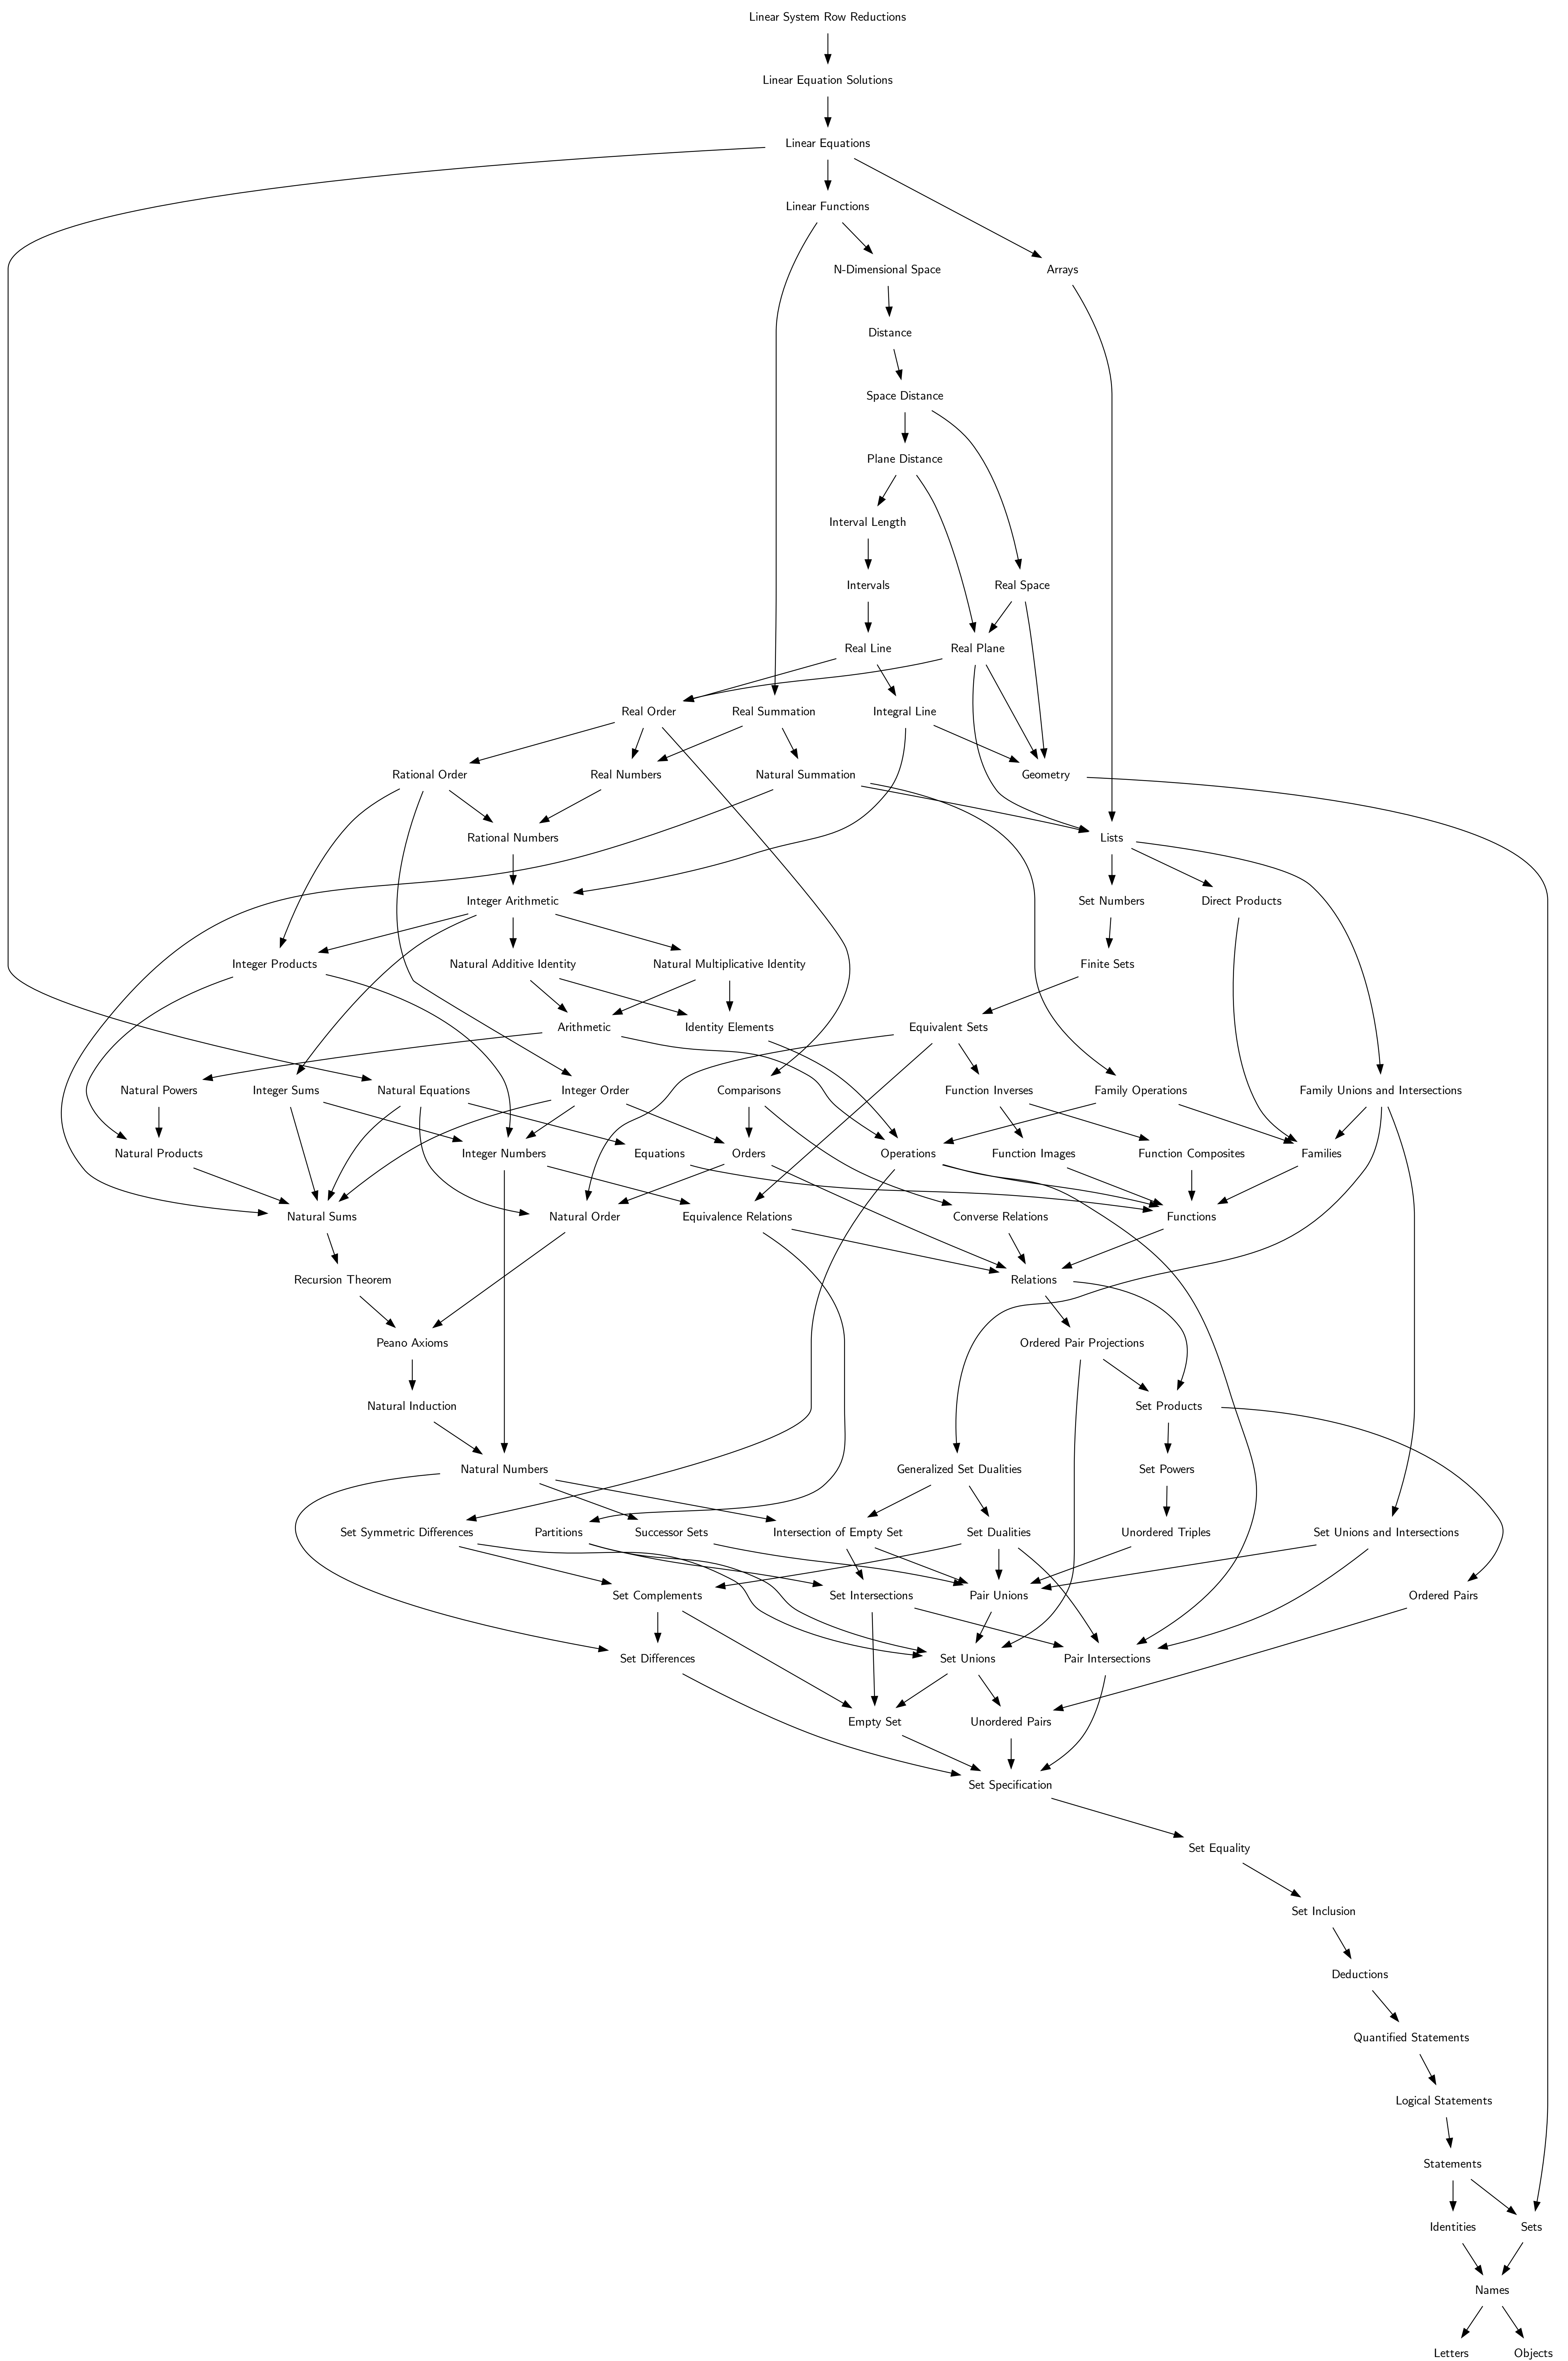 Linear System Row Reductions
Linear Equation Solutions
Linear Equations
Linear Functions
N-Dimensional Space
Arrays
Distance
Space Distance
Plane Distance
Interval Length
Intervals
Real Space
Real Line
Real Plane
Real Order
Real Summation
Integral Line
Rational Order
Real Numbers
Natural Summation
Geometry
Rational Numbers
Lists
Integer Arithmetic
Set Numbers
Direct Products
Integer Products
Natural Additive Identity
Natural Multiplicative Identity
Finite Sets
Arithmetic
Identity Elements
Equivalent Sets
Natural Powers
Integer Sums
Natural Equations
Integer Order
Comparisons
Function Inverses
Family Operations
Family Unions and Intersections
Natural Products
Integer Numbers
Equations
Orders
Operations
Function Images
Function Composites
Families
Natural Sums
Natural Order
Equivalence Relations
Converse Relations
Functions
Recursion Theorem
Relations
Peano Axioms
Ordered Pair Projections
Natural Induction
Set Products
Natural Numbers
Generalized Set Dualities
Set Powers
Set Symmetric Differences
Partitions
Successor Sets
Intersection of Empty Set
Set Dualities
Unordered Triples
Set Unions and Intersections
Set Complements
Set Intersections
Pair Unions
Ordered Pairs
Set Differences
Set Unions
Pair Intersections
Empty Set
Unordered Pairs
Set Specification
Set Equality
Set Inclusion
Deductions
Quantified Statements
Logical Statements
Statements
Identities
Sets
Names
Letters
Objects